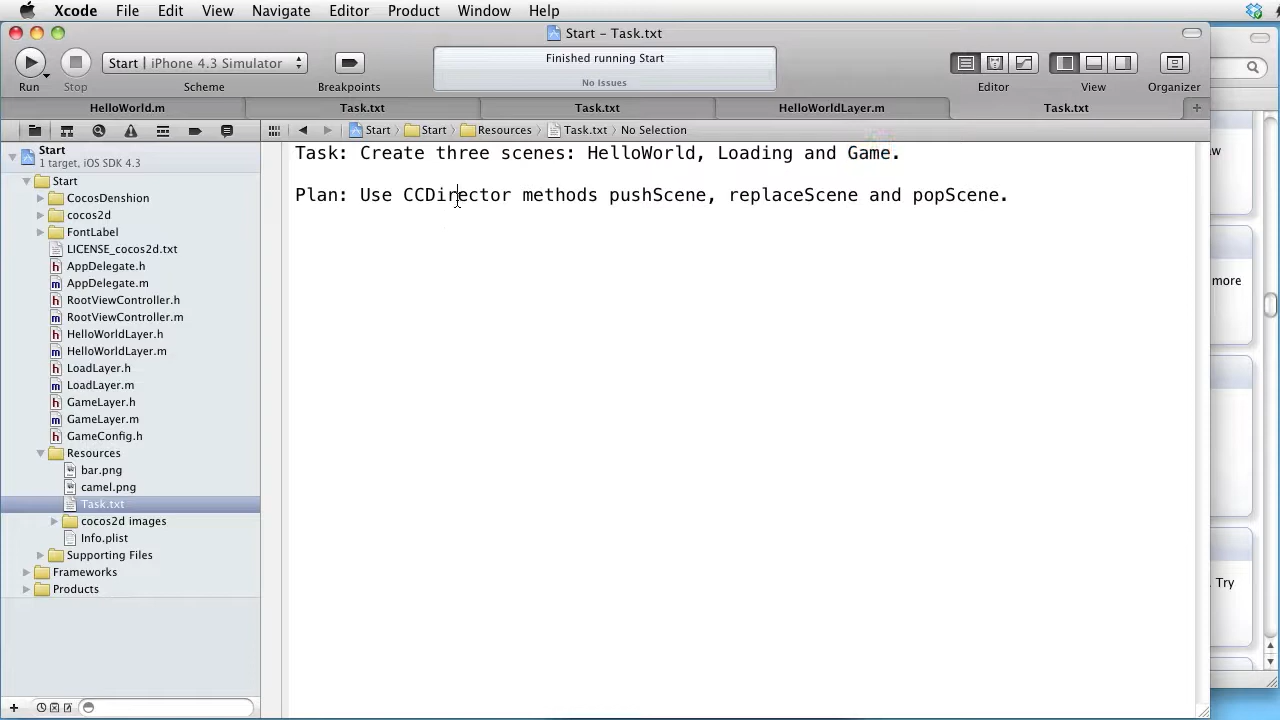 Xcode File Edit View Navigate Editor Product Window Help
Start – Task.txt
Start | iPhone 4.3 Simulator
Finished running Start
No Issues
Run Stop Scheme Breakpoints Editor View Organizer
HelloWorld.m Task.txt Task.txt HelloWorldLayer.m Task.txt
Start Start Resources Task.txt No Selection
Start
1 target, iOS SDK 4.3
Start
CocosDenshion
cocos2d
FontLabel
LICENSE_cocos2d.txt
AppDelegate.h
AppDelegate.m
RootViewController.h
RootViewController.m
HelloWorldLayer.h
HelloWorldLayer.m
LoadLayer.h
LoadLayer.m
GameLayer.h
GameLayer.m
GameConfig.h
Resources
bar.png
camel.png
Task.txt
cocos2d images
Info.plist
Supporting Files
Frameworks
Products
Task: Create three scenes: HelloWorld, Loading and Game.
Plan: Use CCDirector methods pushScene, replaceScene and popScene.
more
. Try